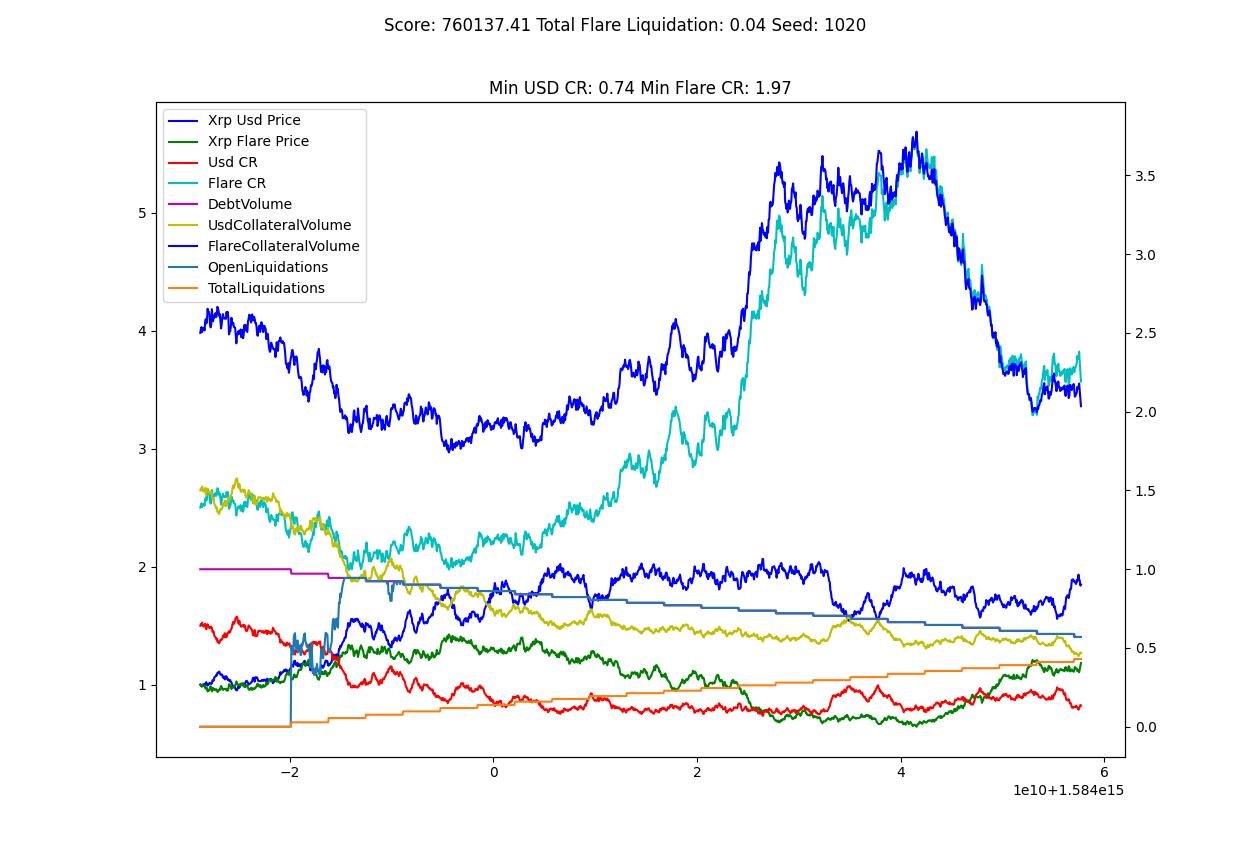 Score: 760137.41 Total Flare Liquidation: 0.04 Seed: 1020
Min USD CR: 0.74 Min Flare CR: 1.97
Xrp Usd Price
Xrp Flare Price
Usd CR
Flare CR
DebtVolume
UsdCollateralVolume
FlareCollateralVolume
OpenLiquidations
TotalLiquidations
5
4
3
2
1
3.5
3.0
2.5
2.0
1.5
1.0
0.5
0.0
−2 0 2 4 6
1e10+1.584e15